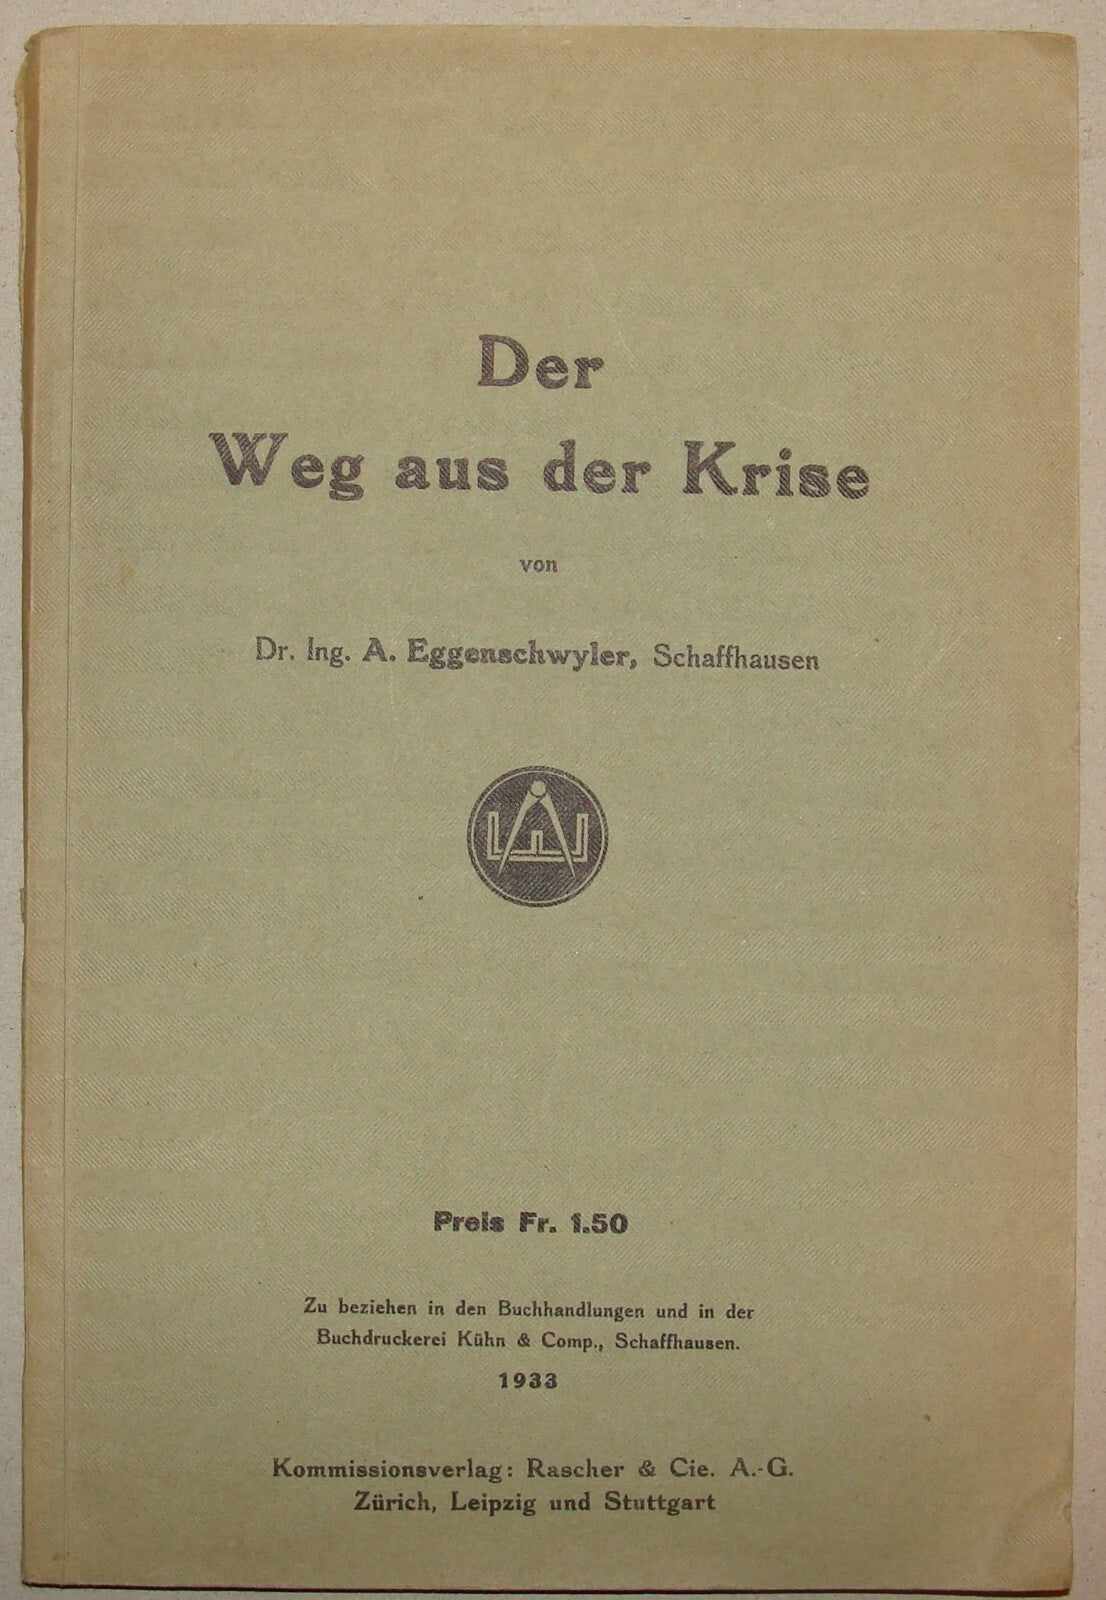 Der
Weg aus der Krise
von
Dr. Ing. A. Eggenschwyler, Schaffhausen
Preis Fr. 1.50
Zu beziehen in den Buchhandlungen und in der
Buchdruckerei Kühn & Comp., Schaffhausen.
1933
Kommissionsverlag: Rascher & Cie. A.-G.
Zürich, Leipzig und Stuttgart